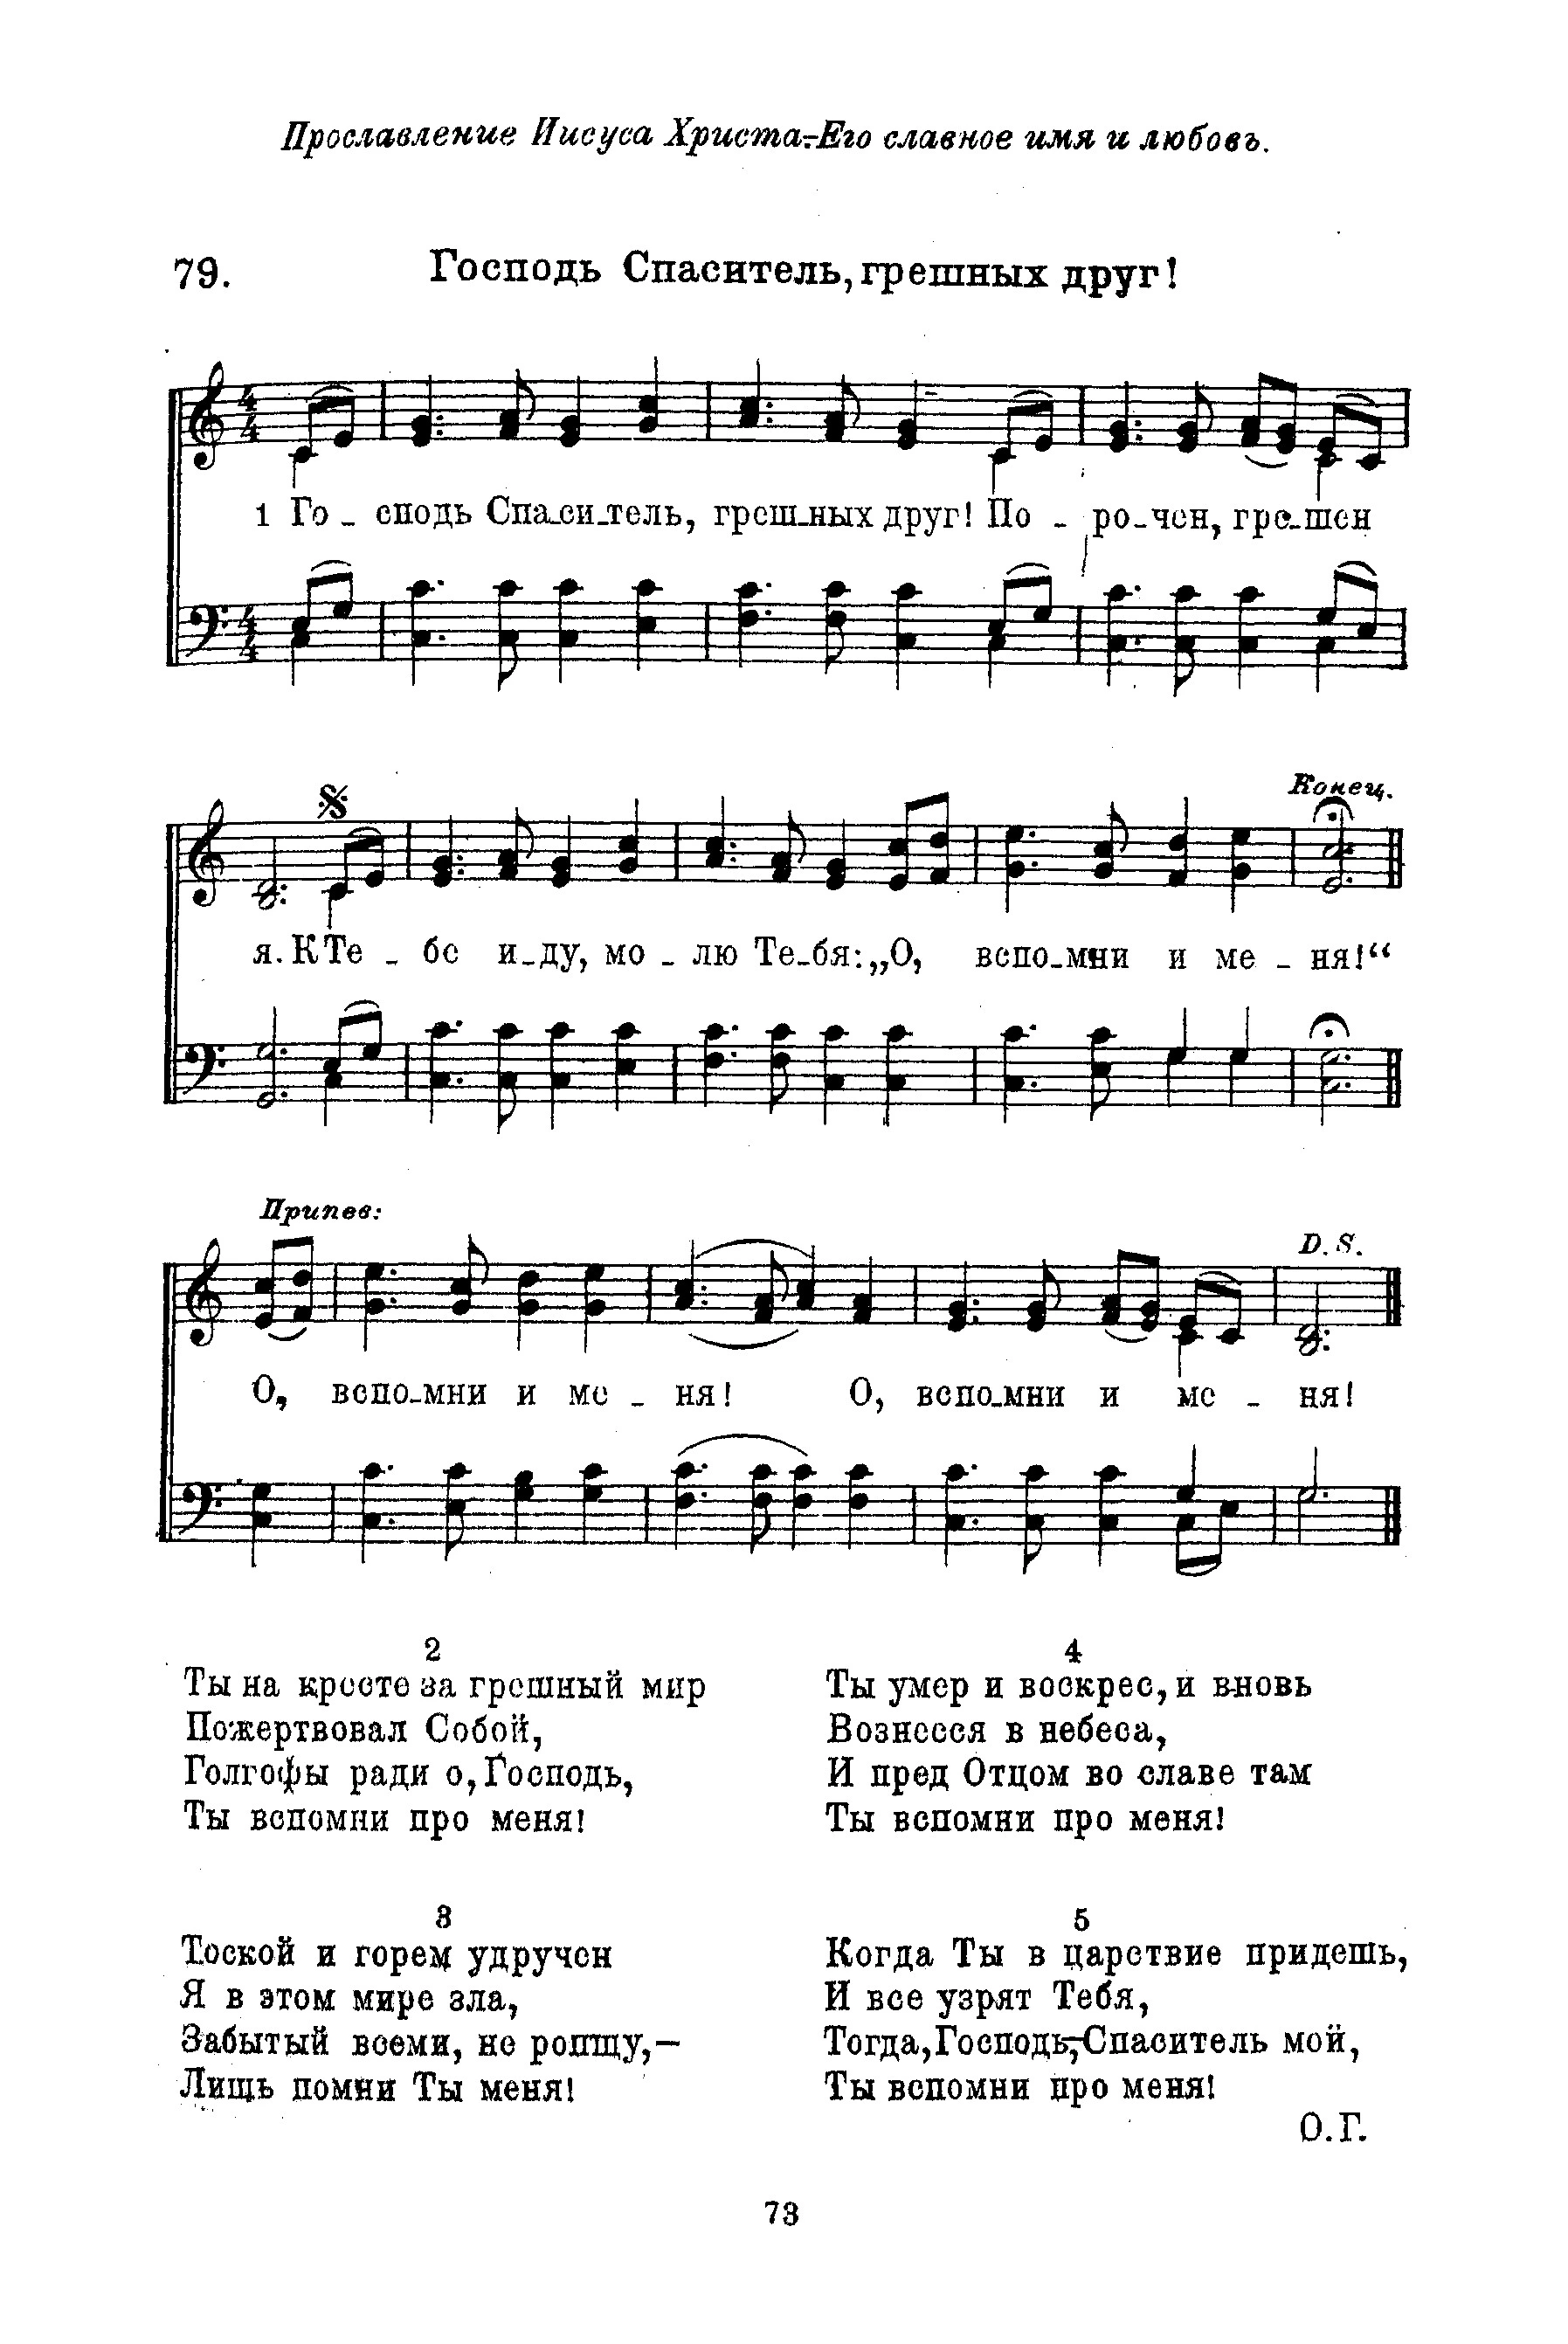 Прославление Иисуса Христа.-Его славное имя и любовь.
79. Господь Спаситель, грешных друг!
1 Го - сподь Спа-си-тель, греш-ных друг! По - ро-чен, гре-шен
Конец.
я. К Те - бе и-ду, мо - лю Те-бя: „О, вспо-мни и ме - ня!“
Припев:
D. S.
О, вспо-мни и ме - ня! О, вспо-мни и ме - ня!
2
Ты на кресте за грешный мир
Пожертвовал Собой,
Голгофы ради о, Господь,
Ты вспомни про меня!
3
Тоской и горем удручен
Я в этом мире зла,
Забытый всеми, не ропщу,—
Лишь помни Ты меня!
4
Ты умер и воскрес, и вновь
Вознесся в небеса,
И пред Отцом во славе там
Ты вспомни про меня!
5
Когда Ты в царствие придешь,
И все узрят Тебя,
Тогда, Господь,-Спаситель мой,
Ты вспомни про меня!
О. Г.
73